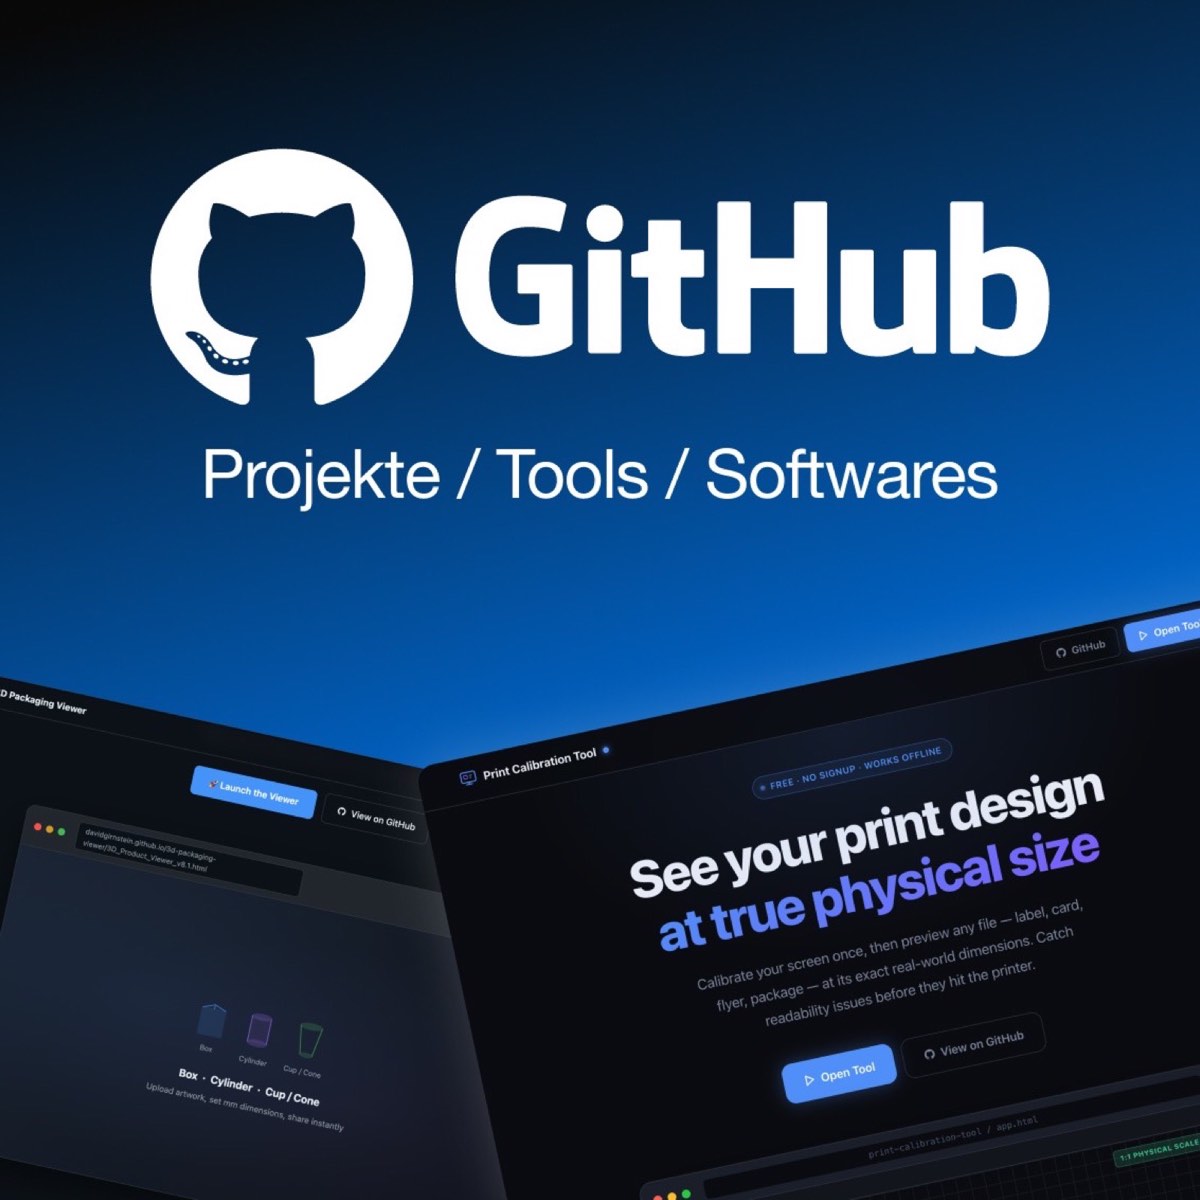 GitHub
Projekte / Tools / Softwares
D Packaging Viewer
🚀 Launch the Viewer
View on GitHub
davidgirnstein.github.io/3d-packaging-
viewer/3D_Product_Viewer_v8.1.html
Box
Cylinder
Cup / Cone
Box · Cylinder · Cup / Cone
Upload artwork, set mm dimensions, share instantly
GitHub
Open Too
Print Calibration Tool
FREE · NO SIGNUP · WORKS OFFLINE
See your print design
at true physical size
Calibrate your screen once, then preview any file — label, card,
flyer, package — at its exact real-world dimensions. Catch
readability issues before they hit the printer.
Open Tool
View on GitHub
print-calibration-tool / app.html
1:1 PHYSICAL SCALE